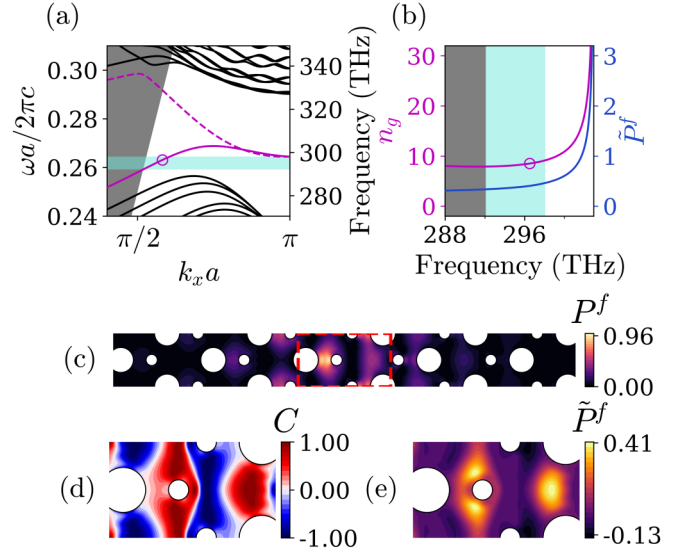 (a)
(b)
0.30
0.28
0.26
0.24
ωa/2πc
340
320
300
280
Frequency (THz)
π/2
π
k_x a
30
20
10
0
n_g
3
2
1
0
P̃^f
288
296
Frequency (THz)
(c)
P^f
0.96
0.00
(d)
C
1.00
0.00
-1.00
(e)
P̃^f
0.41
-0.13